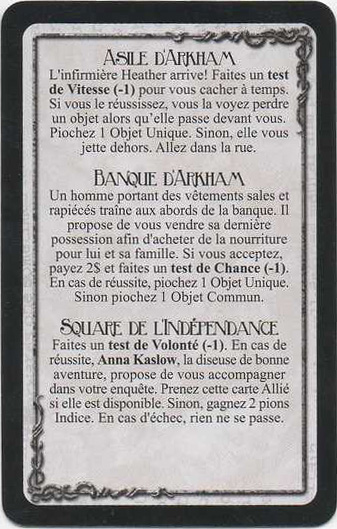 ASILE D'ARKHAM
L'infirmière Heather arrive! Faites un test
de Vitesse (-1) pour vous cacher à temps.
Si vous le réussissez, vous la voyez perdre
un objet alors qu'elle passe devant vous.
Piochez 1 Objet Unique. Sinon, elle vous
jette dehors. Allez dans la rue.
BANQUE D'ARKHAM
Un homme portant des vêtements sales et
rapiécés traîne aux abords de la banque. Il
propose de vous vendre sa dernière
possession afin d'acheter de la nourriture
pour lui et sa famille. Si vous acceptez,
payez 2$ et faites un test de Chance (-1).
En cas de réussite, piochez 1 Objet Unique.
Sinon piochez 1 Objet Commun.
SQUARE DE L'INDÉPENDANCE
Faites un test de Volonté (-1). En cas de
réussite, Anna Kaslow, la diseuse de bonne
aventure, propose de vous accompagner
dans votre enquête. Prenez cette carte Allié
si elle est disponible. Sinon, gagnez 2 pions
Indice. En cas d'échec, rien ne se passe.